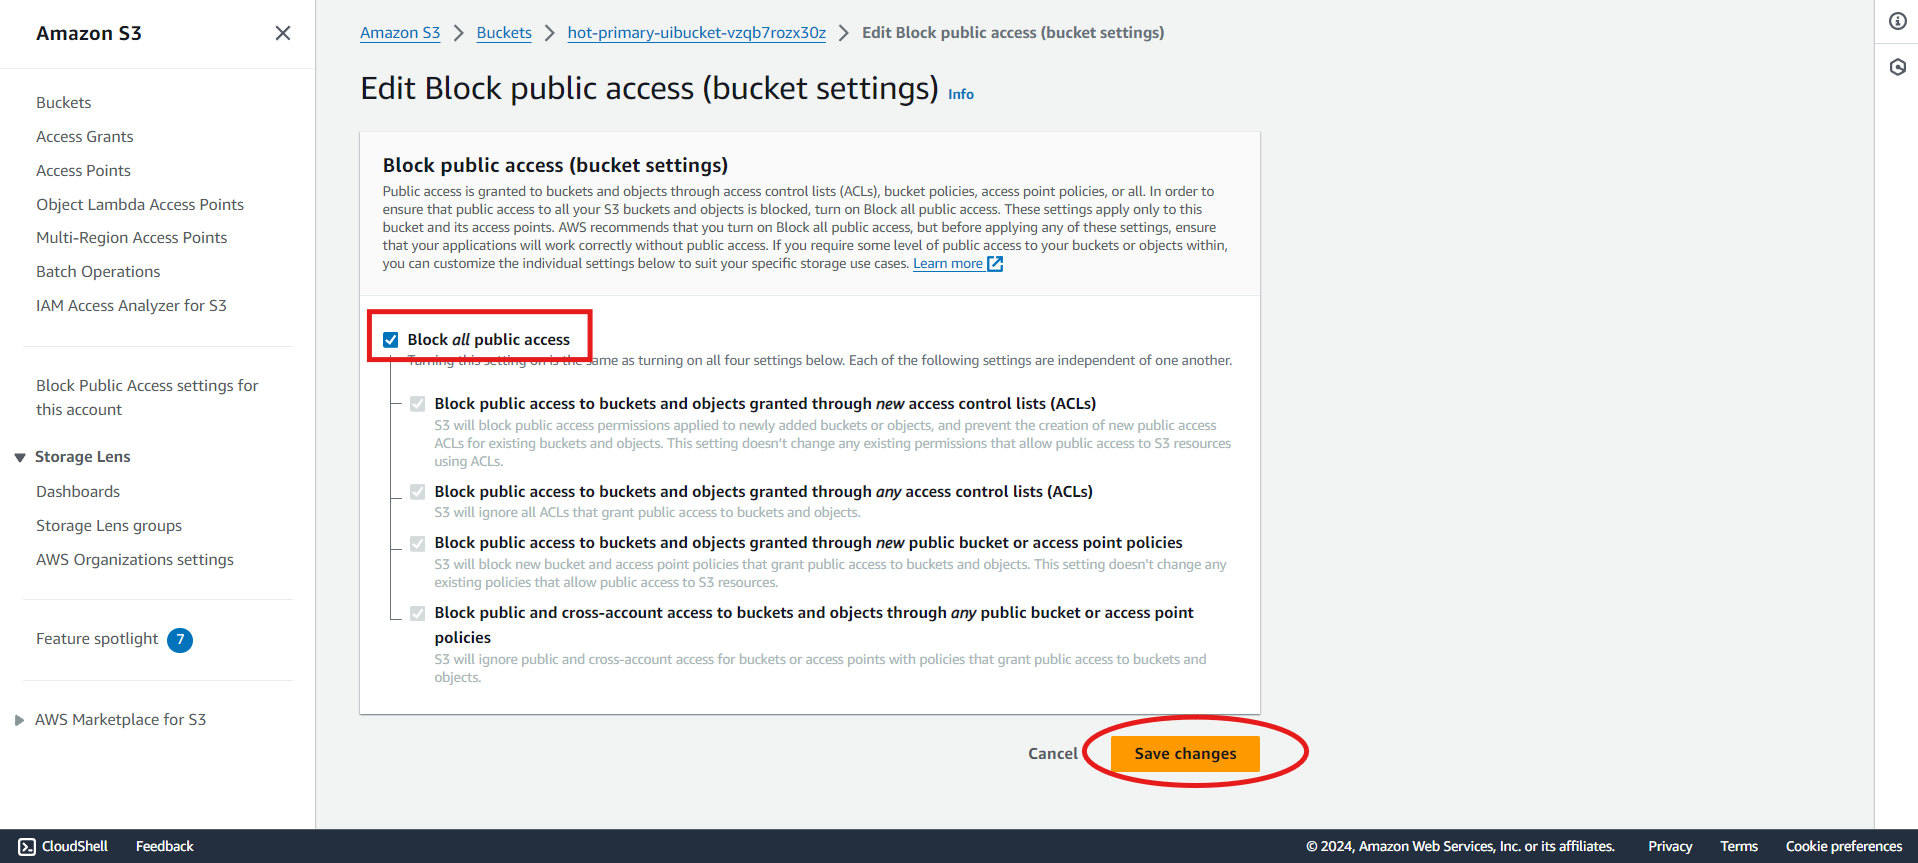 Amazon S3
Buckets
Access Grants
Access Points
Object Lambda Access Points
Multi-Region Access Points
Batch Operations
IAM Access Analyzer for S3
Block Public Access settings for
this account
Storage Lens
Dashboards
Storage Lens groups
AWS Organizations settings
Feature spotlight 7
AWS Marketplace for S3
Amazon S3 > Buckets > hot-primary-uibucket-vzqb7rozx30z > Edit Block public access (bucket settings)
Edit Block public access (bucket settings) Info
Block public access (bucket settings)
Public access is granted to buckets and objects through access control lists (ACLs), bucket policies, access point policies, or all. In order to
ensure that public access to all your S3 buckets and objects is blocked, turn on Block all public access. These settings apply only to this
bucket and its access points. AWS recommends that you turn on Block all public access, but before applying any of these settings, ensure
that your applications will work correctly without public access. If you require some level of public access to your buckets or objects within,
you can customize the individual settings below to suit your specific storage use cases. Learn more
Block all public access
Turning this setting on is the same as turning on all four settings below. Each of the following settings are independent of one another.
Block public access to buckets and objects granted through new access control lists (ACLs)
S3 will block public access permissions applied to newly added buckets or objects, and prevent the creation of new public access
ACLs for existing buckets and objects. This setting doesn't change any existing permissions that allow public access to S3 resources
using ACLs.
Block public access to buckets and objects granted through any access control lists (ACLs)
S3 will ignore all ACLs that grant public access to buckets and objects.
Block public access to buckets and objects granted through new public bucket or access point policies
S3 will block new bucket and access point policies that grant public access to buckets and objects. This setting doesn't change any
existing policies that allow public access to S3 resources.
Block public and cross-account access to buckets and objects through any public bucket or access point
policies
S3 will ignore public and cross-account access for buckets or access points with policies that grant public access to buckets and
objects.
Cancel Save changes
CloudShell Feedback © 2024, Amazon Web Services, Inc. or its affiliates. Privacy Terms Cookie preferences